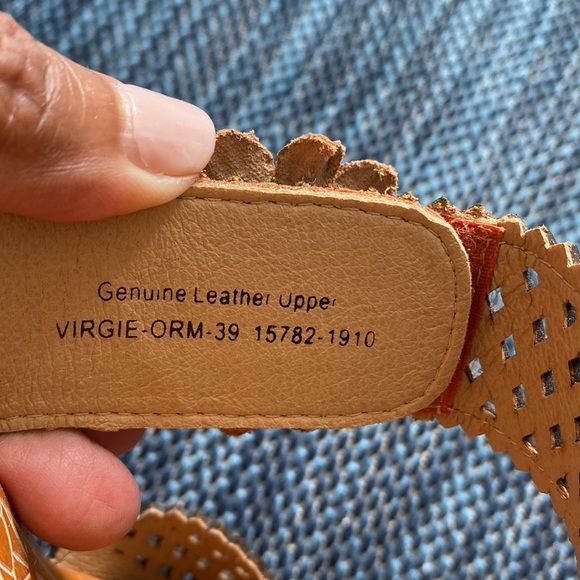 Genuine Leather Upper
VIRGIE-ORM-39 15782-1910